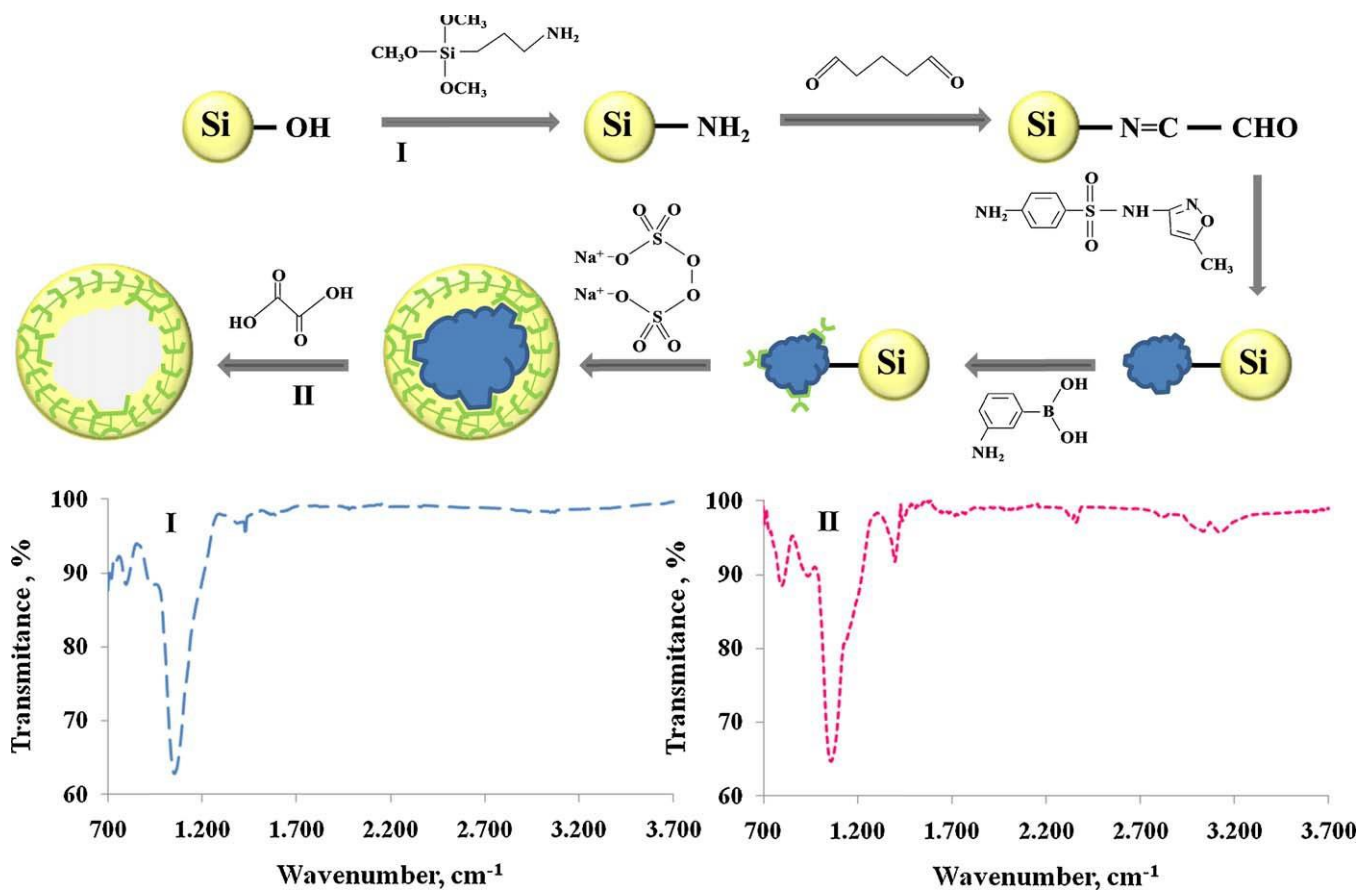 OCH₃
CH₃O
Si
NH₂
OCH₃
O
O
Si
OH
I
Si
NH₂
Si
N=C
CHO
O
NH₂
S
NH
N
O
O
CH₃
O
O
S
Na⁺
⁻O
O
Na⁺
⁻O
O
S
O
O
O
OH
HO
O
II
Si
Si
OH
B
OH
NH₂
I
100
90
80
70
60
700
1.200
1.700
2.200
2.700
3.200
3.700
Transmitance, %
Wavenumber, cm⁻¹
II
100
90
80
70
60
700
1.200
1.700
2.200
2.700
3.200
3.700
Transmitance, %
Wavenumber, cm⁻¹